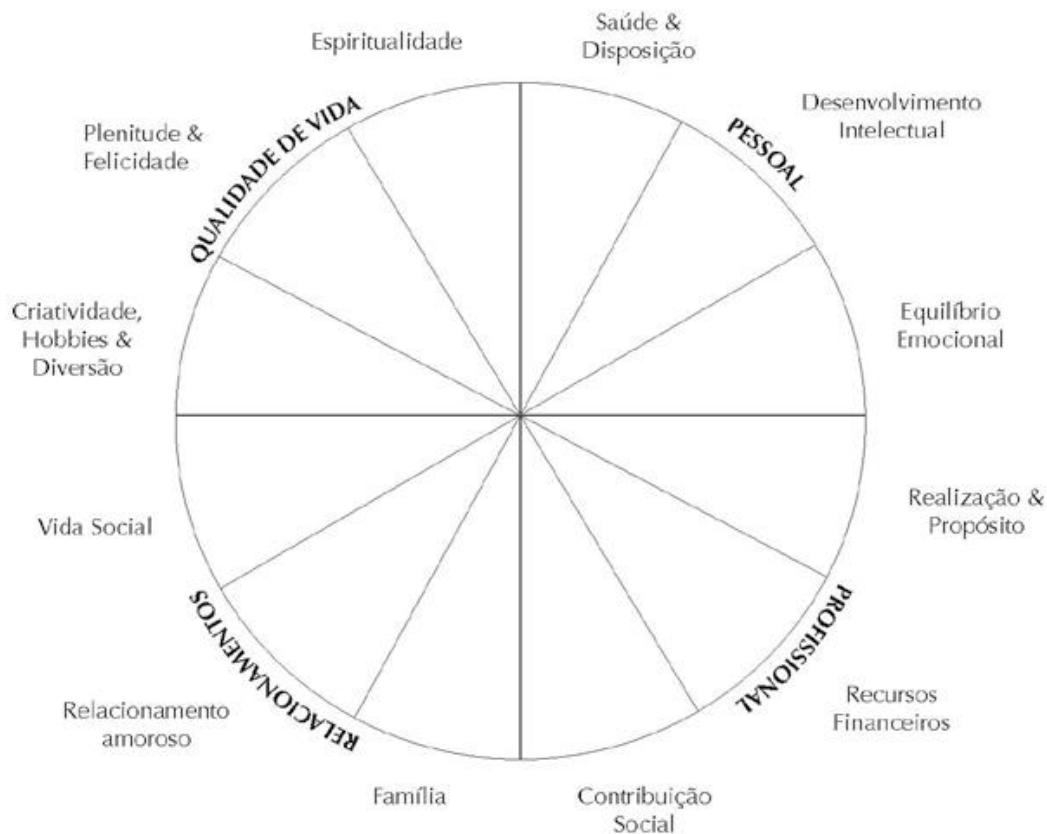 Espiritualidade
Saúde &
Disposição
Plenitude &
Felicidade
QUALIDADE DE VIDA
PESSOAL
Desenvolvimento
Intelectual
Criatividade,
Hobbies &
Diversão
Equilíbrio
Emocional
Vida Social
Realização &
Propósito
RELACIONAMENTOS
PROFISSIONAL
Relacionamento
amoroso
Recursos
Financeiros
Família
Contribuição
Social